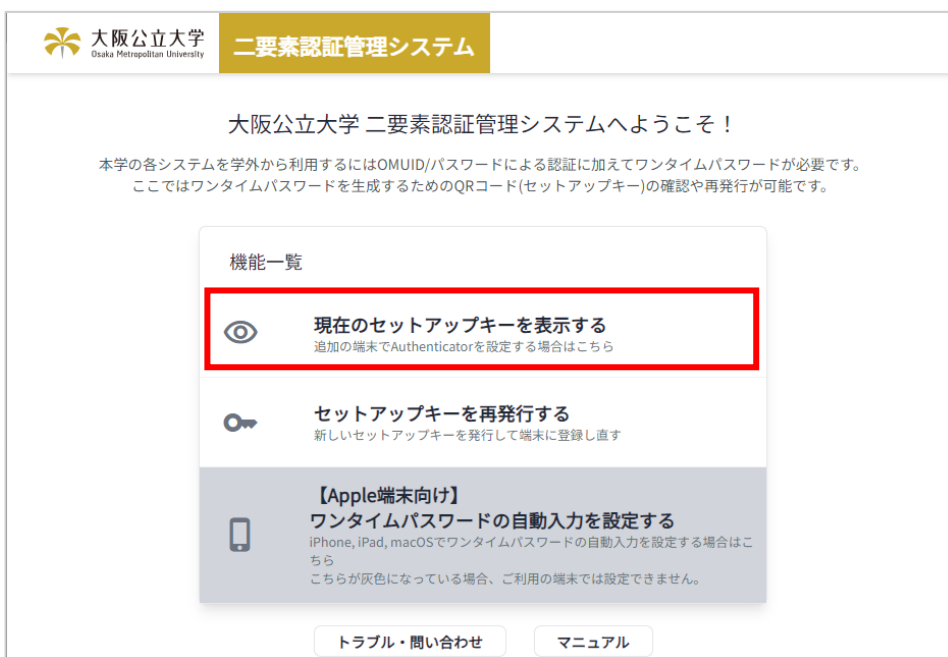 大阪公立大学
Osaka Metropolitan University
二要素認証管理システム
大阪公立大学 二要素認証管理システムへようこそ！
本学の各システムを学外から利用するにはOMUID/パスワードによる認証に加えてワンタイムパスワードが必要です。
ここではワンタイムパスワードを生成するためのQRコード(セットアップキー)の確認や再発行が可能です。
機能一覧
現在のセットアップキーを表示する
追加の端末でAuthenticatorを設定する場合はこちら
セットアップキーを再発行する
新しいセットアップキーを発行して端末に登録し直す
【Apple端末向け】
ワンタイムパスワードの自動入力を設定する
iPhone, iPad, macOSでワンタイムパスワードの自動入力を設定する場合はこ
ちら
こちらが灰色になっている場合、ご利用の端末では設定できません。
トラブル・問い合わせ
マニュアル